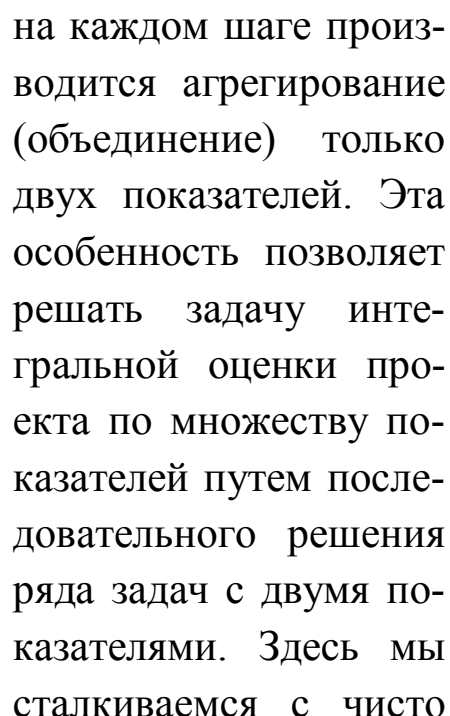 на каждом шаге произ-
водится агрегирование
(объединение) только
двух показателей. Эта
особенность позволяет
решать задачу инте-
гральной оценки про-
екта по множеству по-
казателей путем после-
довательного решения
ряда задач с двумя по-
казателями. Здесь мы
сталкиваемся с чисто